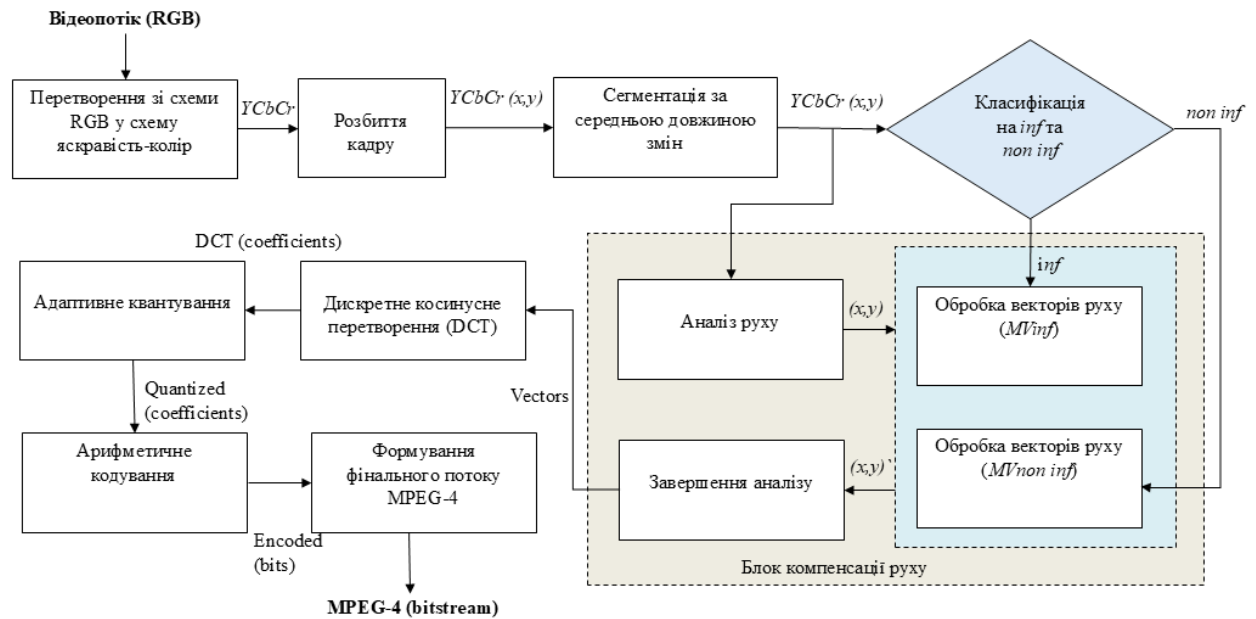 Відеопотік (RGB)
Перетворення зі схеми
RGB у схему
яскравість-колір
YCbCr
Розбиття
кадру
YCbCr (x,y)
Сегментація за
середньою довжиною
змін
YCbCr (x,y)
Класифікація
на inf та
non inf
non inf
inf
Аналіз руху
(x,y)
Обробка векторів руху
(MVinf)
Обробка векторів руху
(MVnon inf)
(x,y)`
Завершення аналізу
Блок компенсації руху
Vectors
Дискретне косинусне
перетворення (DCT)
DCT (coefficients)
Адаптивне квантування
Quantized
(coefficients)
Арифметичне
кодування
Encoded
(bits)
Формування
фінального потоку
MPEG-4
MPEG-4 (bitstream)